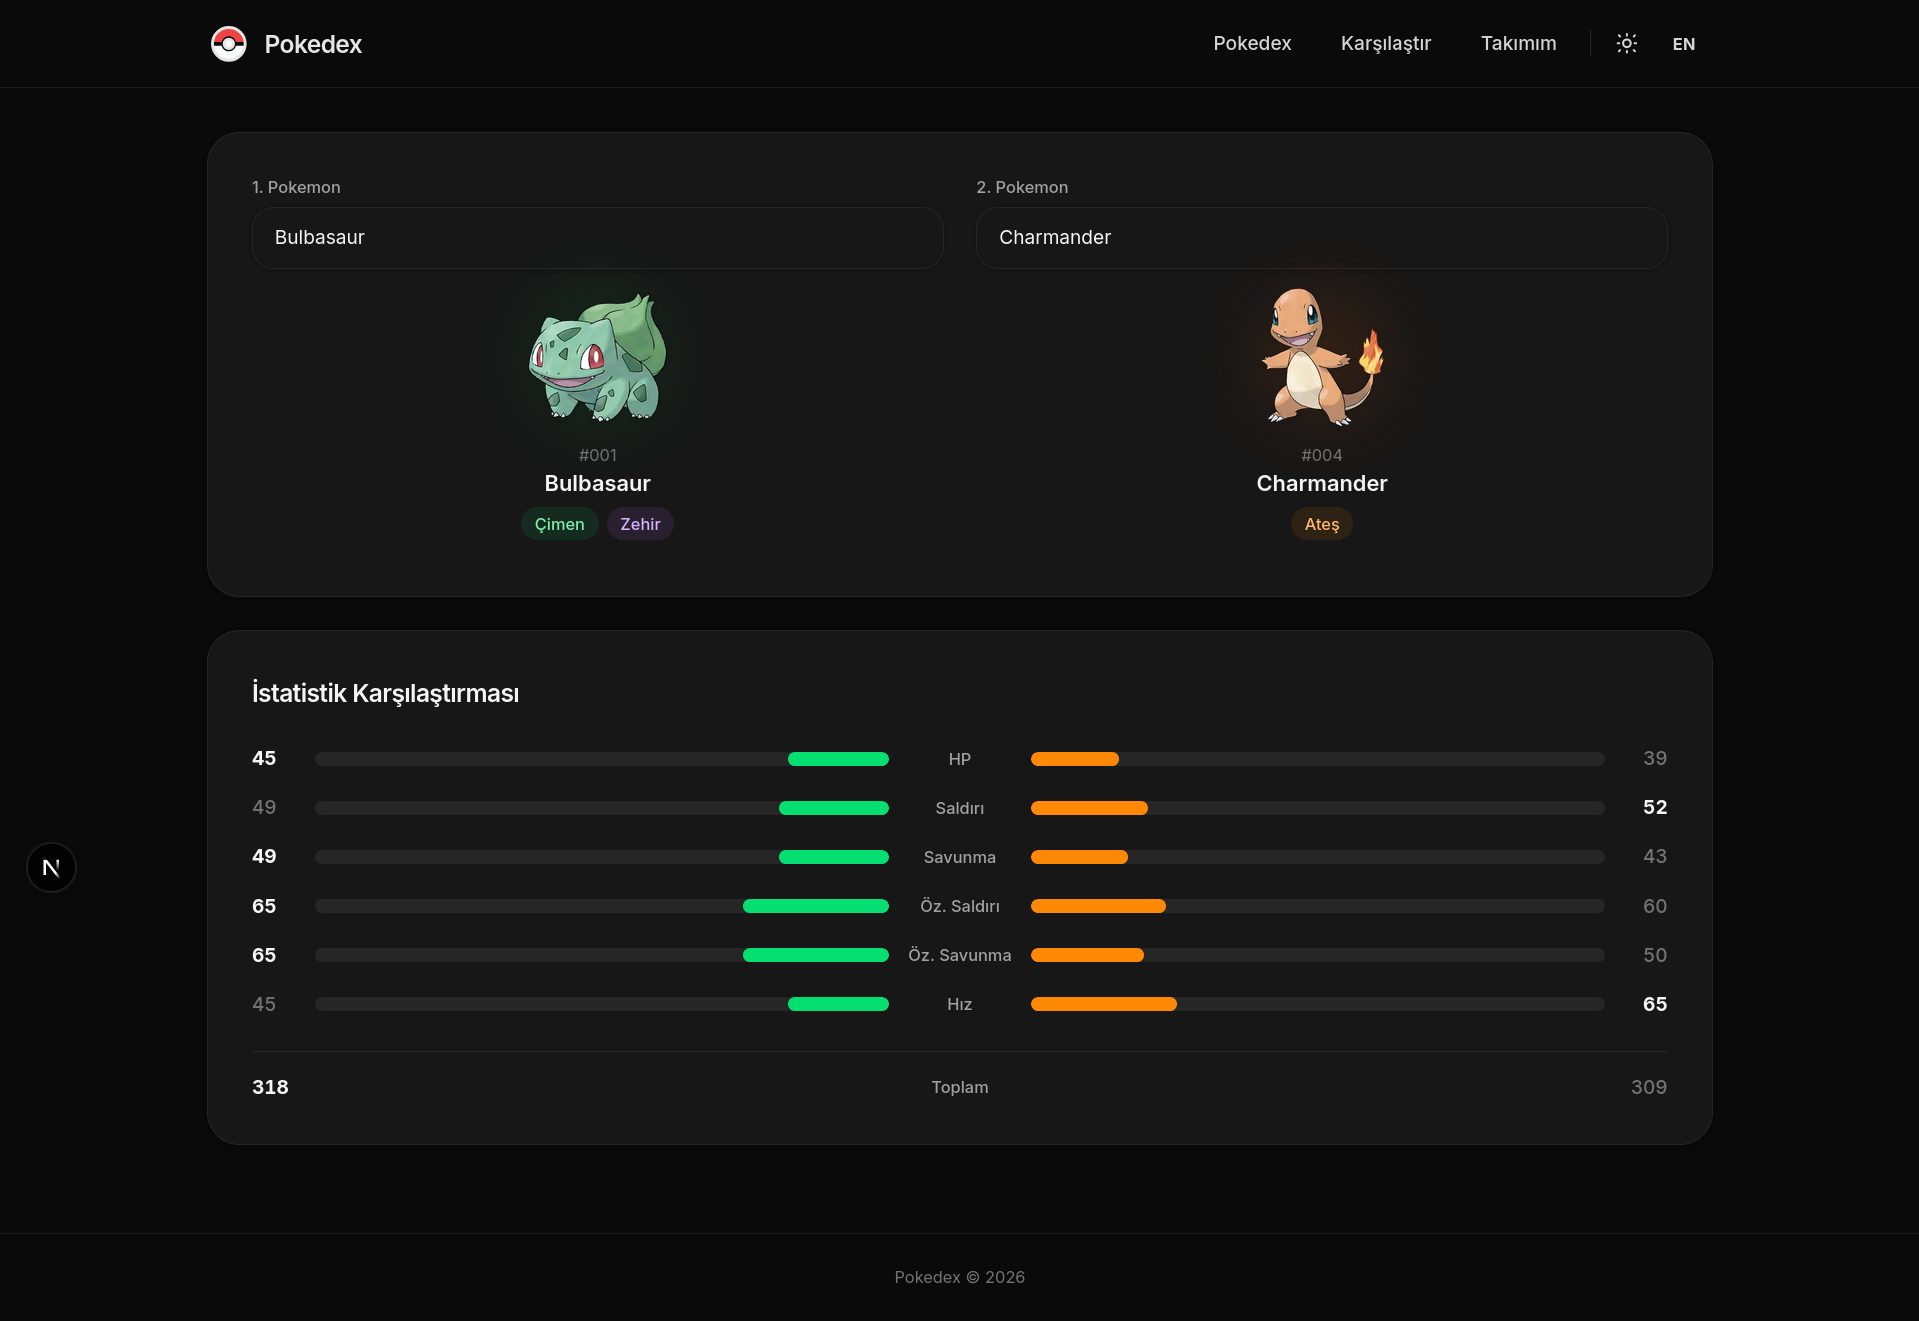 Pokedex
Pokedex Karşılaştır Takımım EN
1. Pokemon
Bulbasaur
#001
Bulbasaur
Çimen Zehir
2. Pokemon
Charmander
#004
Charmander
Ateş
İstatistik Karşılaştırması
45 HP 39
49 Saldırı 52
49 Savunma 43
65 Öz. Saldırı 60
65 Öz. Savunma 50
45 Hız 65
318 Toplam 309
N
Pokedex © 2026